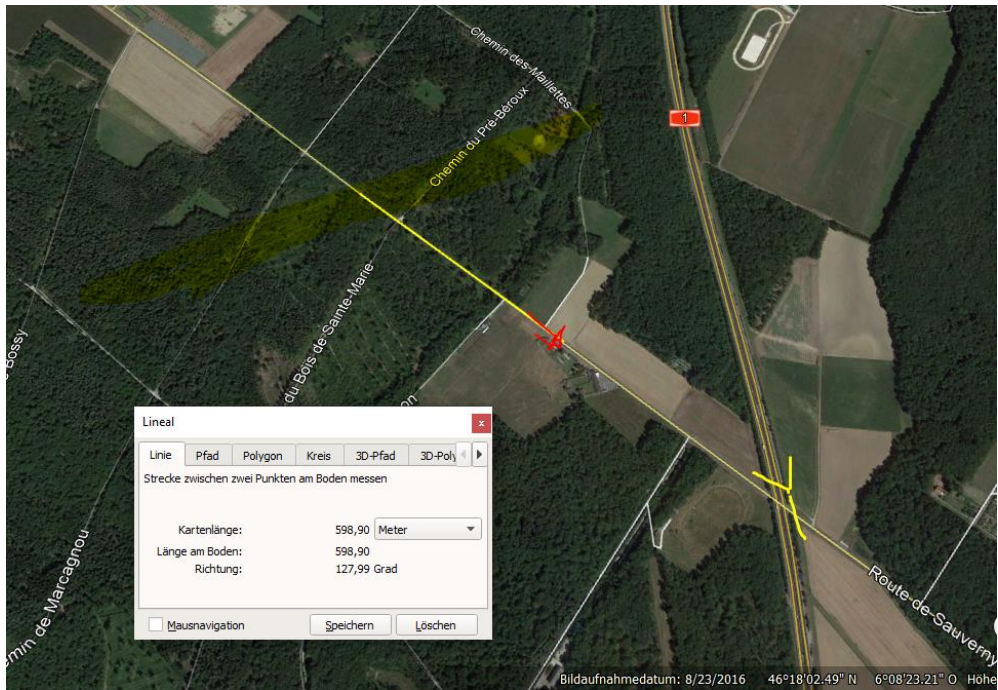 Chemin des Maillettes
Chemin du Pré-Béroux
1
Bossy
du Bois de Sainte-Marie
on
Lineal
x
Linie Pfad Polygon Kreis 3D-Pfad 3D-Poly
Strecke zwischen zwei Punkten am Boden messen
Kartenlänge: 598,90 Meter
Länge am Boden: 598,90
Richtung: 127,99 Grad
Mausnavigation Speichern Löschen
emin de Marcagnou
Route-de-Sauverny
Bildaufnahmedatum: 8/23/2016 46°18'02.49" N 6°08'23.21" O Höhe